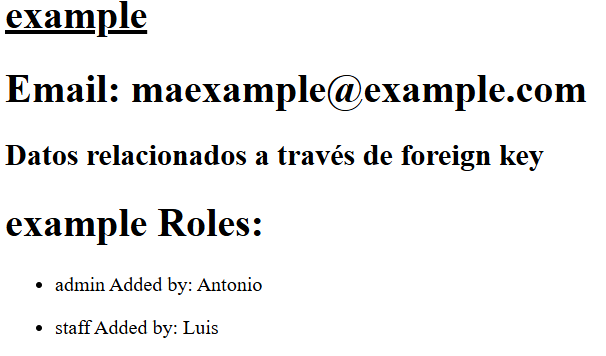 example
Email: maexample@example.com
Datos relacionados a través de foreign key
example Roles:
admin Added by: Antonio
staff Added by: Luis